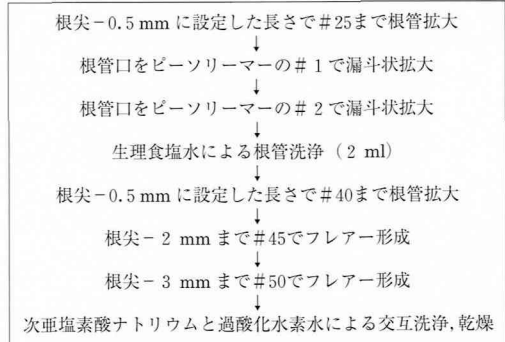 根尖－0.5 mm に設定した長さで＃25まで根管拡大
↓
根管口をピーソリーマーの＃1で漏斗状拡大
↓
根管口をピーソリーマーの＃2で漏斗状拡大
↓
生理食塩水による根管洗浄（2 ml）
↓
根尖－0.5 mm に設定した長さで＃40まで根管拡大
↓
根尖－2 mm まで＃45でフレアー形成
↓
根尖－3 mm まで＃50でフレアー形成
↓
次亜塩素酸ナトリウムと過酸化水素水による交互洗浄，乾燥